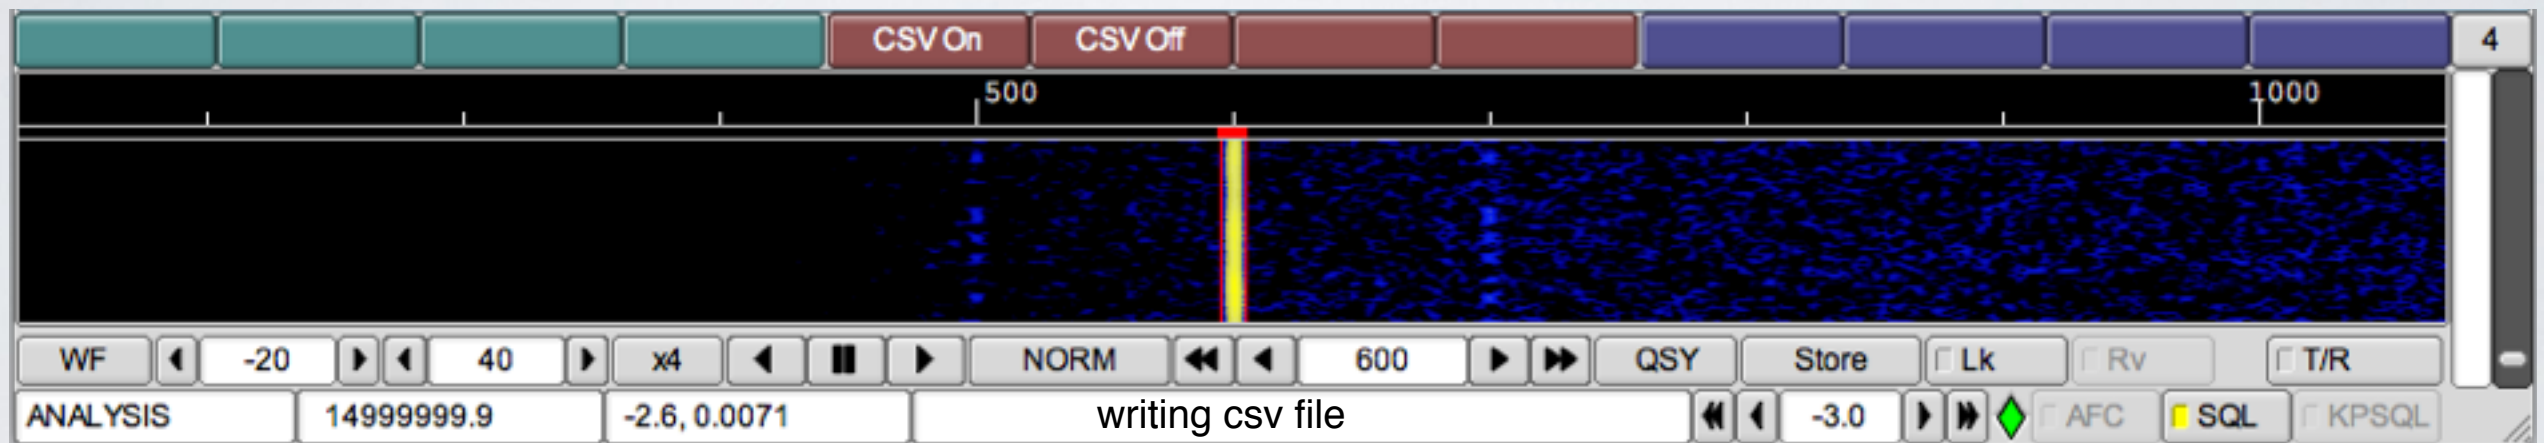 CSV On CSV Off 4
500 1000
WF -20 40 x4 NORM 600 QSY Store Lk Rv T/R
ANALYSIS 14999999.9 -2.6, 0.0071 writing csv file -3.0 AFC SQL KPSQL